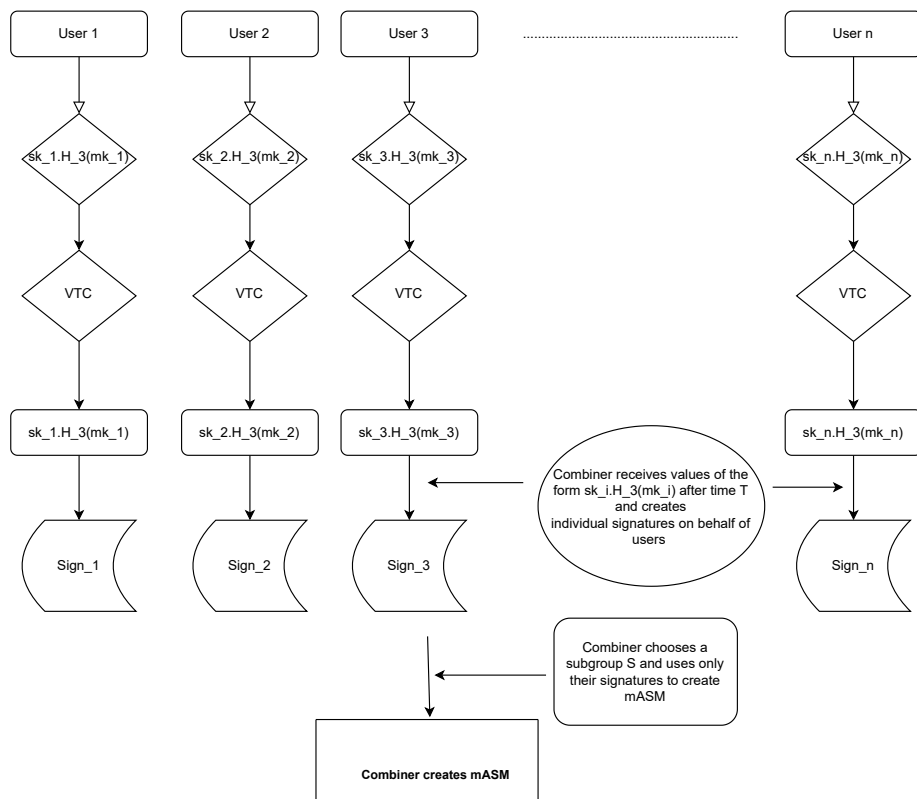 User 1
User 2
User 3
User n
sk_1.H_3(mk_1)
sk_2.H_3(mk_2)
sk_3.H_3(mk_3)
sk_n.H_3(mk_n)
VTC
VTC
VTC
VTC
sk_1.H_3(mk_1)
sk_2.H_3(mk_2)
sk_3.H_3(mk_3)
sk_n.H_3(mk_n)
Combiner receives values of the
form sk_i.H_3(mk_i) after time T
and creates
individual signatures on behalf of
users
Sign_1
Sign_2
Sign_3
Sign_n
Combiner chooses a
subgroup S and uses only
their signatures to create
mASM
Combiner creates mASM